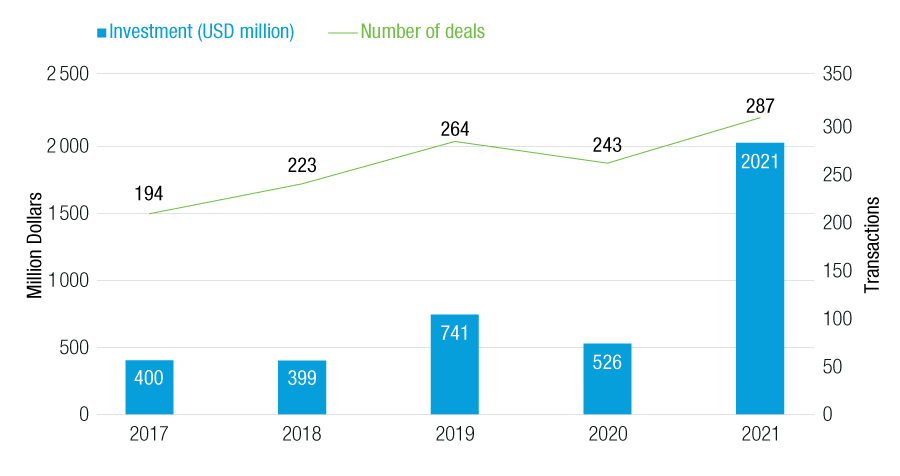 Investment (USD million) Number of deals
2 500 350
287
264 300
2 000 243
2021
223 250
194
1 500 200
Million Dollars
Transactions
1 000 150
741 100
500 526
400 399 50
0 0
2017 2018 2019 2020 2021